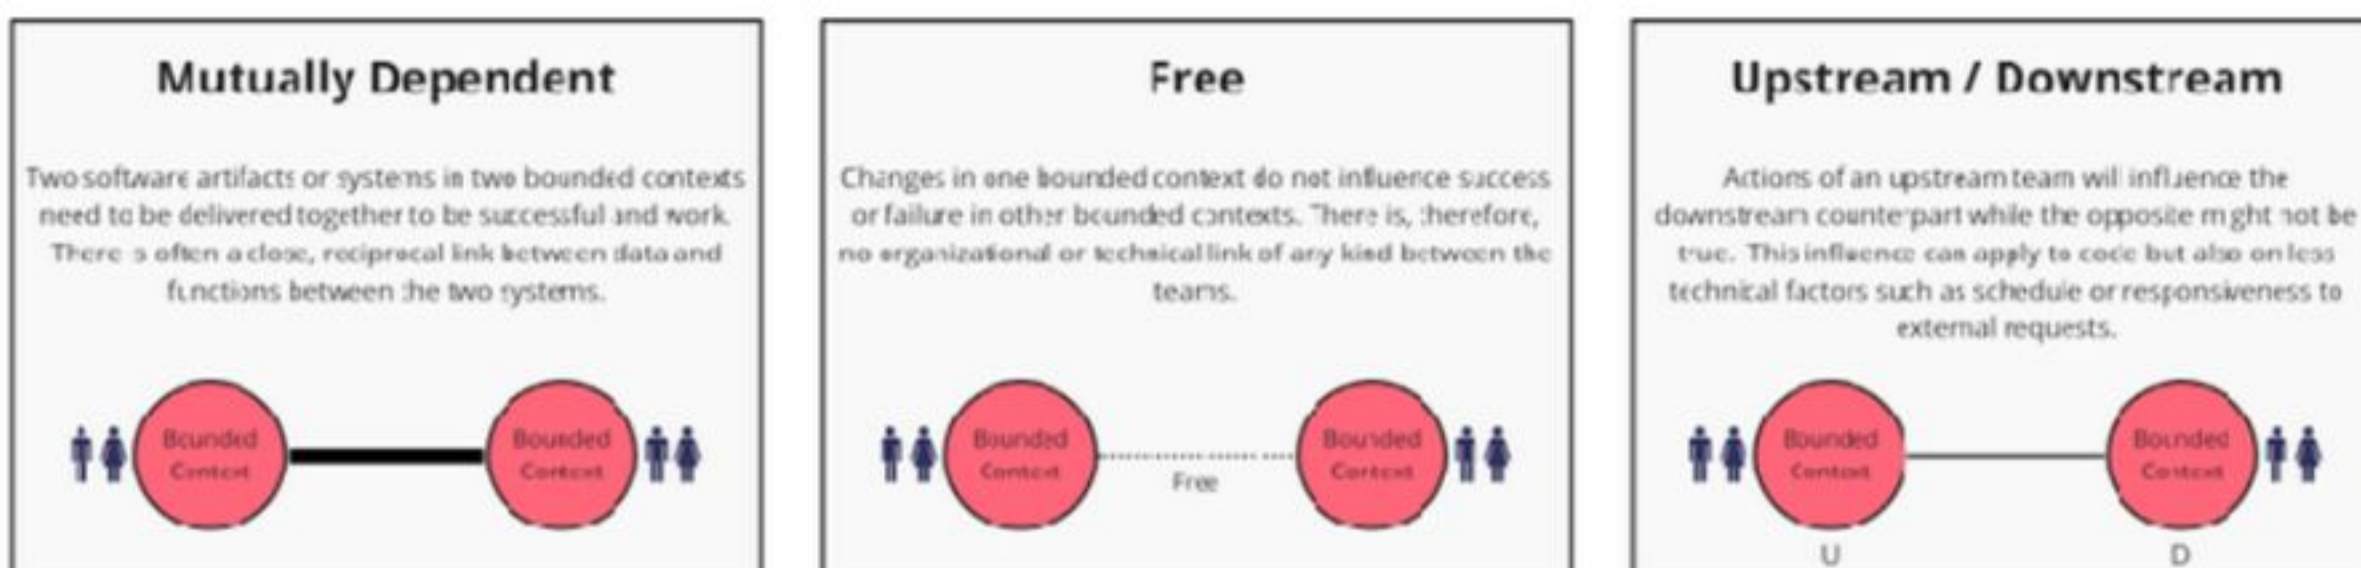 Mutually Dependent
Two software artifacts or systems in two bounded contexts
need to be delivered together to be successful and work.
There is often a close, reciprocal link between data and
functions between the two systems.
Bounded
Context
Bounded
Context
Free
Changes in one bounded context do not influence success
or failure in other bounded contexts. There is, therefore,
no organizational or technical link of any kind between the
teams.
Bounded
Context
Free
Bounded
Context
Upstream / Downstream
Actions of an upstream team will influence the
downstream counterpart while the opposite might not be
true. This influence can apply to code but also on less
technical factors such as schedule or responsiveness to
external requests.
Bounded
Context
Bounded
Context
U
D